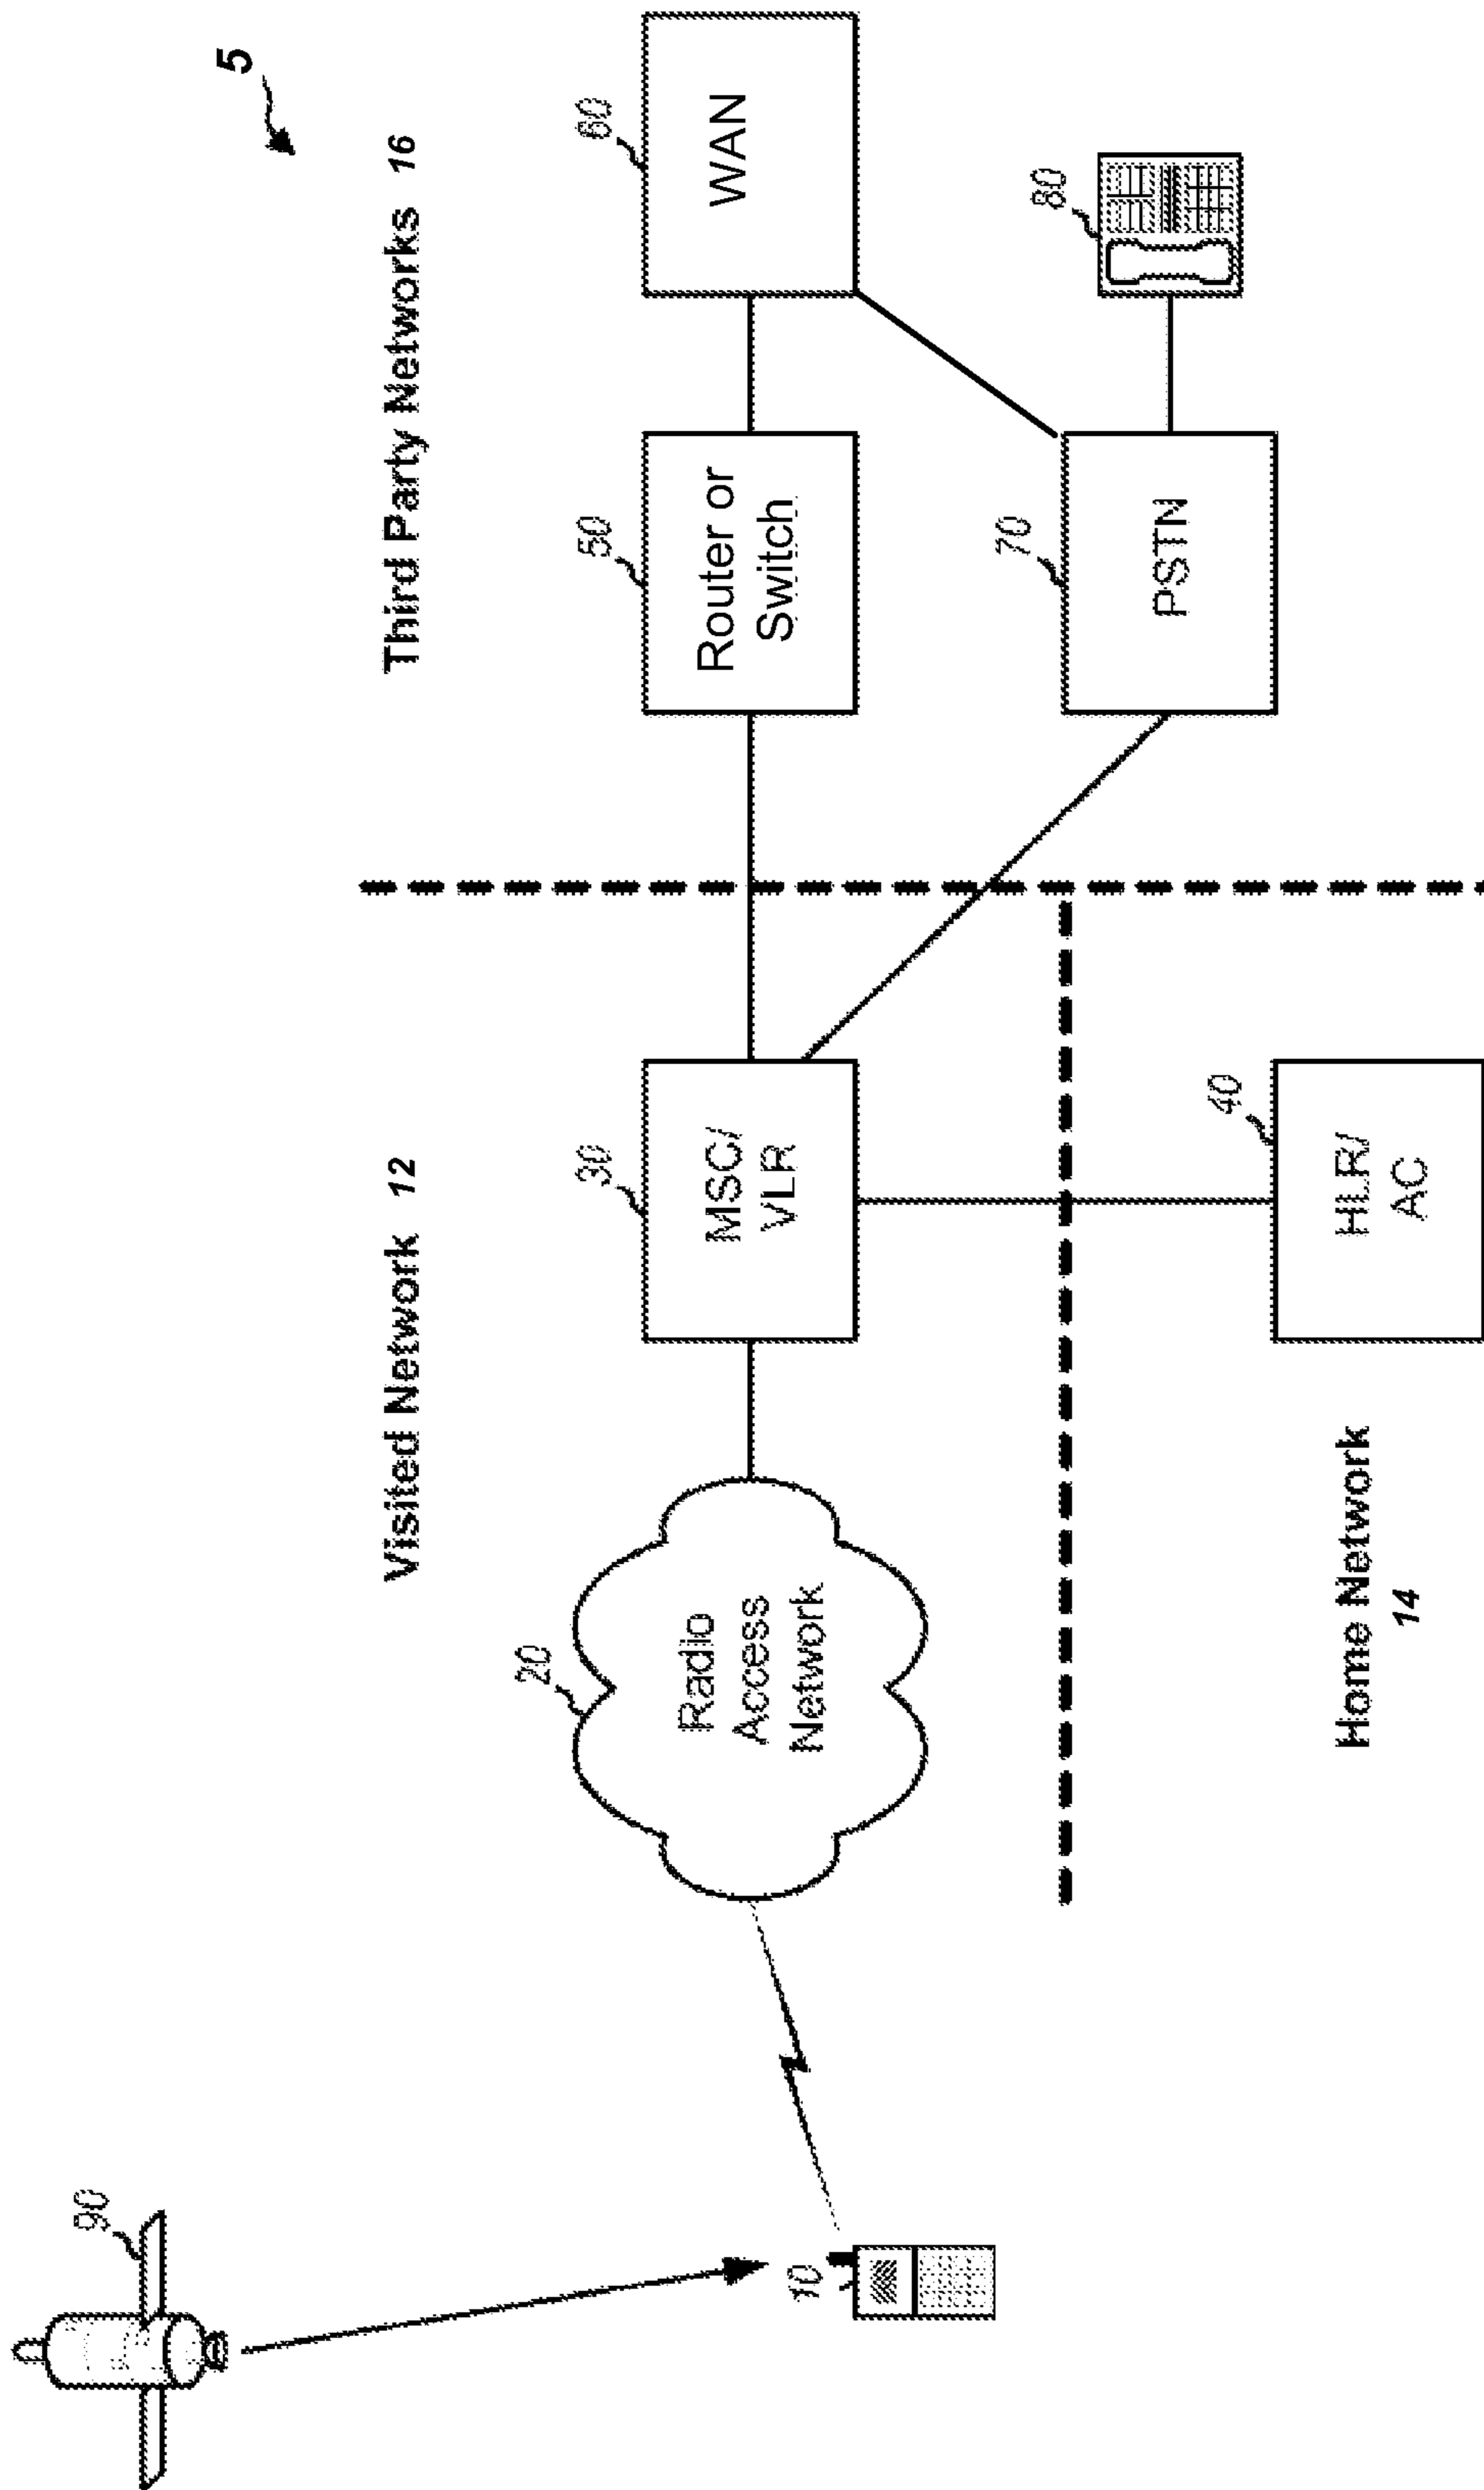 5
Visited Network 12
Third Party Networks 16
90
10
20
Radio
Access
Network
30
MSC/
VLR
50
Router or
Switch
60
WAN
70
PSTN
80
40
HLR/
AC
Home Network
14